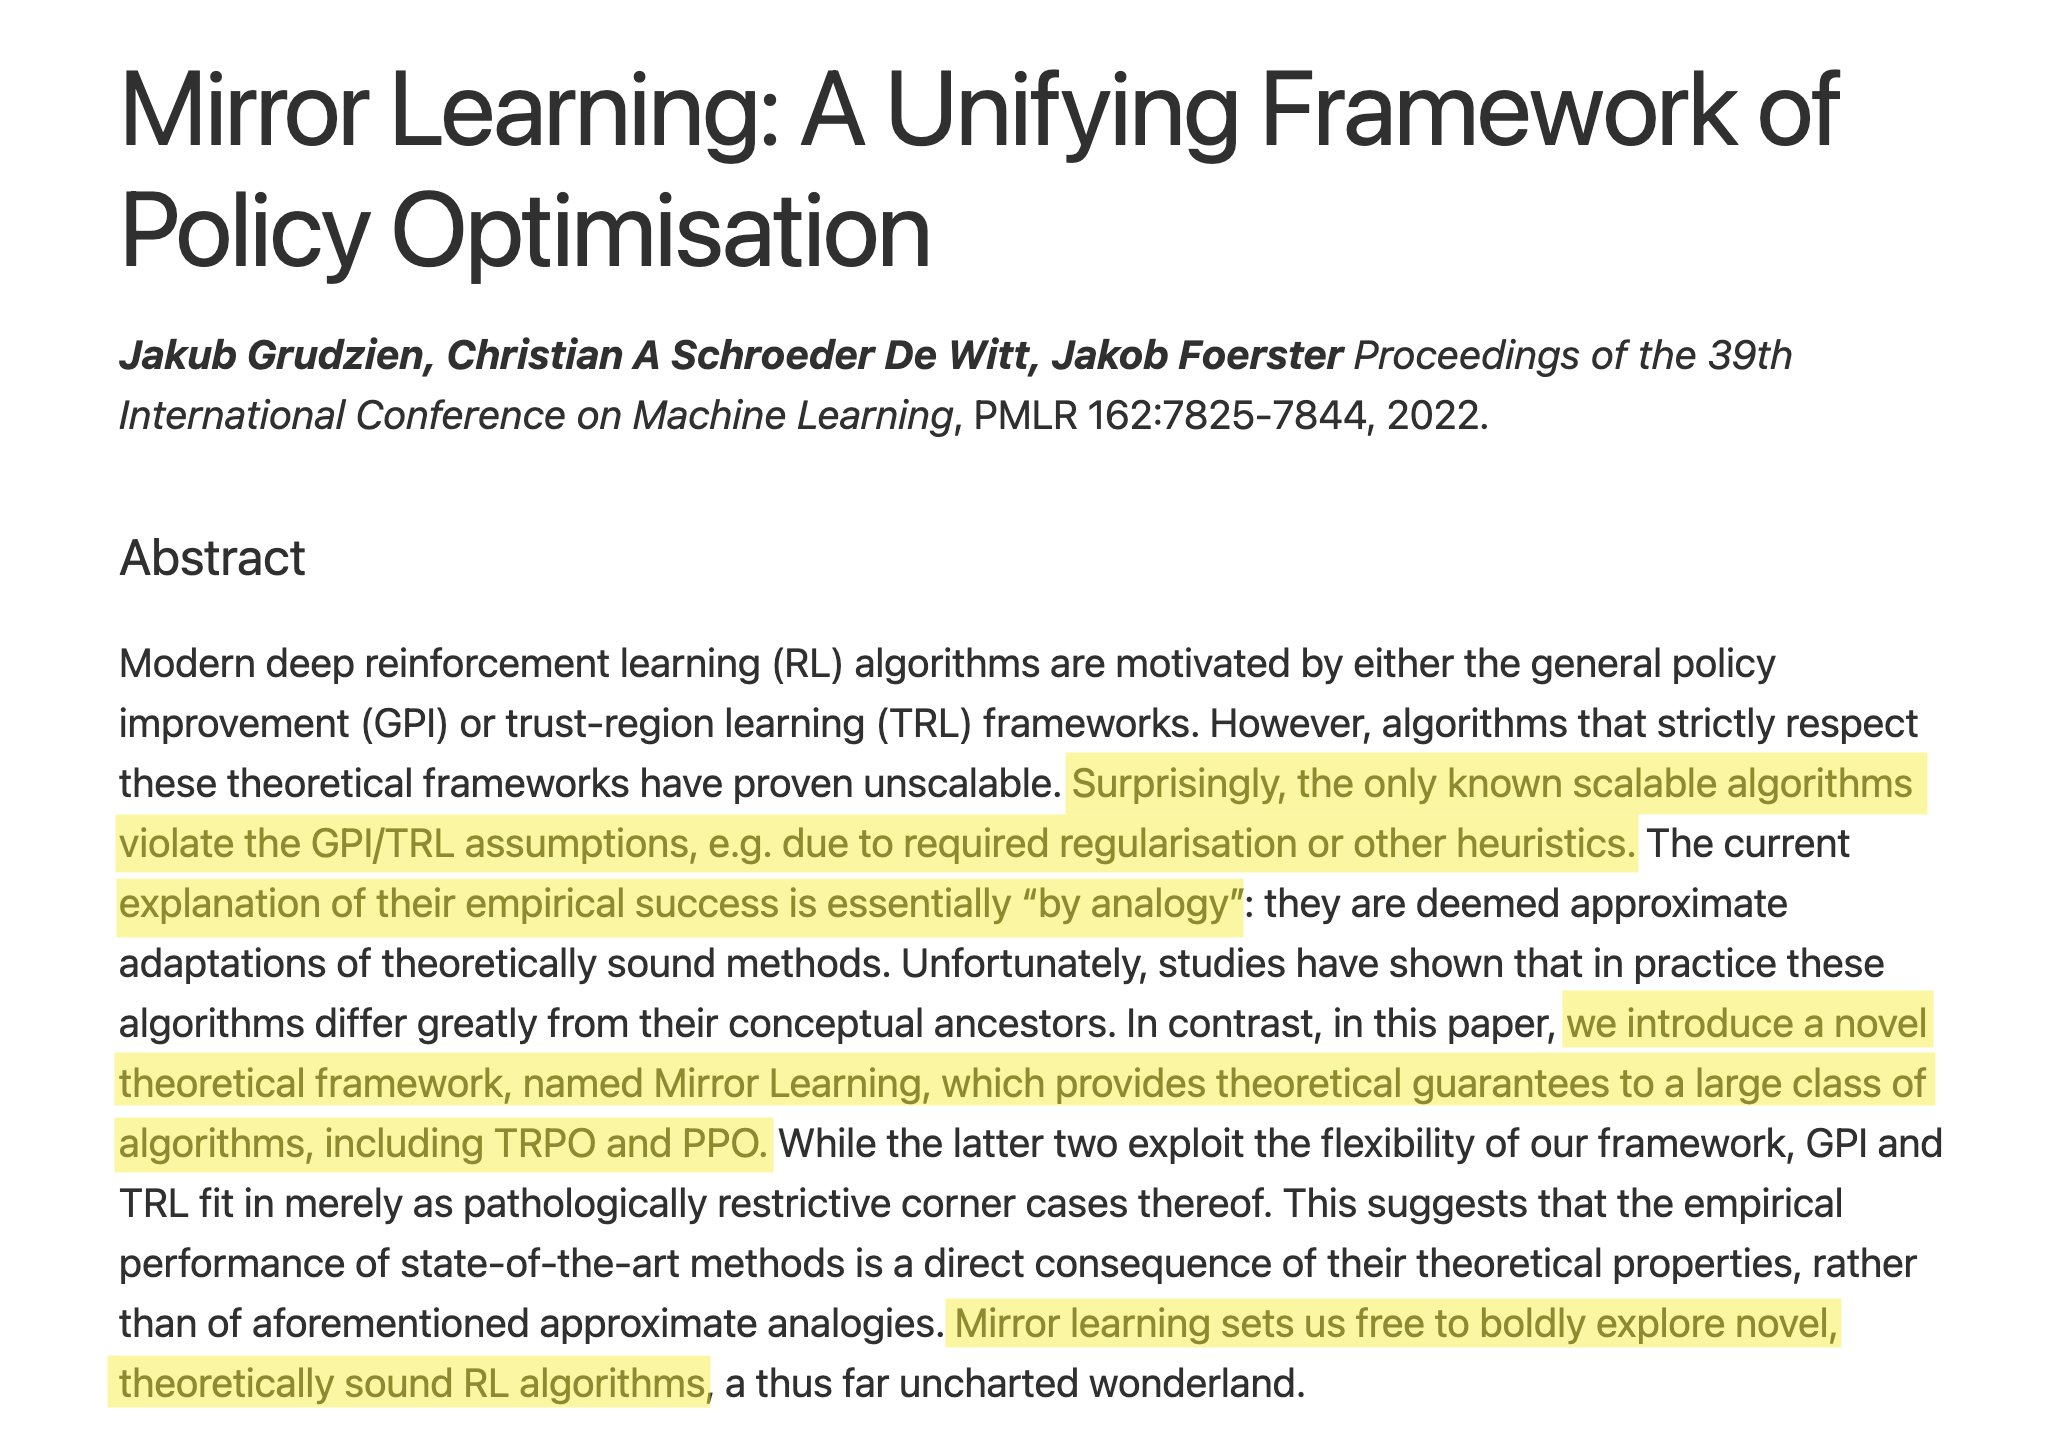 Mirror Learning: A Unifying Framework of
Policy Optimisation
Jakub Grudzien, Christian A Schroeder De Witt, Jakob Foerster Proceedings of the 39th
International Conference on Machine Learning, PMLR 162:7825-7844, 2022.
Abstract
Modern deep reinforcement learning (RL) algorithms are motivated by either the general policy
improvement (GPI) or trust-region learning (TRL) frameworks. However, algorithms that strictly respect
these theoretical frameworks have proven unscalable. Surprisingly, the only known scalable algorithms
violate the GPI/TRL assumptions, e.g. due to required regularisation or other heuristics. The current
explanation of their empirical success is essentially “by analogy”: they are deemed approximate
adaptations of theoretically sound methods. Unfortunately, studies have shown that in practice these
algorithms differ greatly from their conceptual ancestors. In contrast, in this paper, we introduce a novel
theoretical framework, named Mirror Learning, which provides theoretical guarantees to a large class of
algorithms, including TRPO and PPO. While the latter two exploit the flexibility of our framework, GPI and
TRL fit in merely as pathologically restrictive corner cases thereof. This suggests that the empirical
performance of state-of-the-art methods is a direct consequence of their theoretical properties, rather
than of aforementioned approximate analogies. Mirror learning sets us free to boldly explore novel,
theoretically sound RL algorithms, a thus far uncharted wonderland.